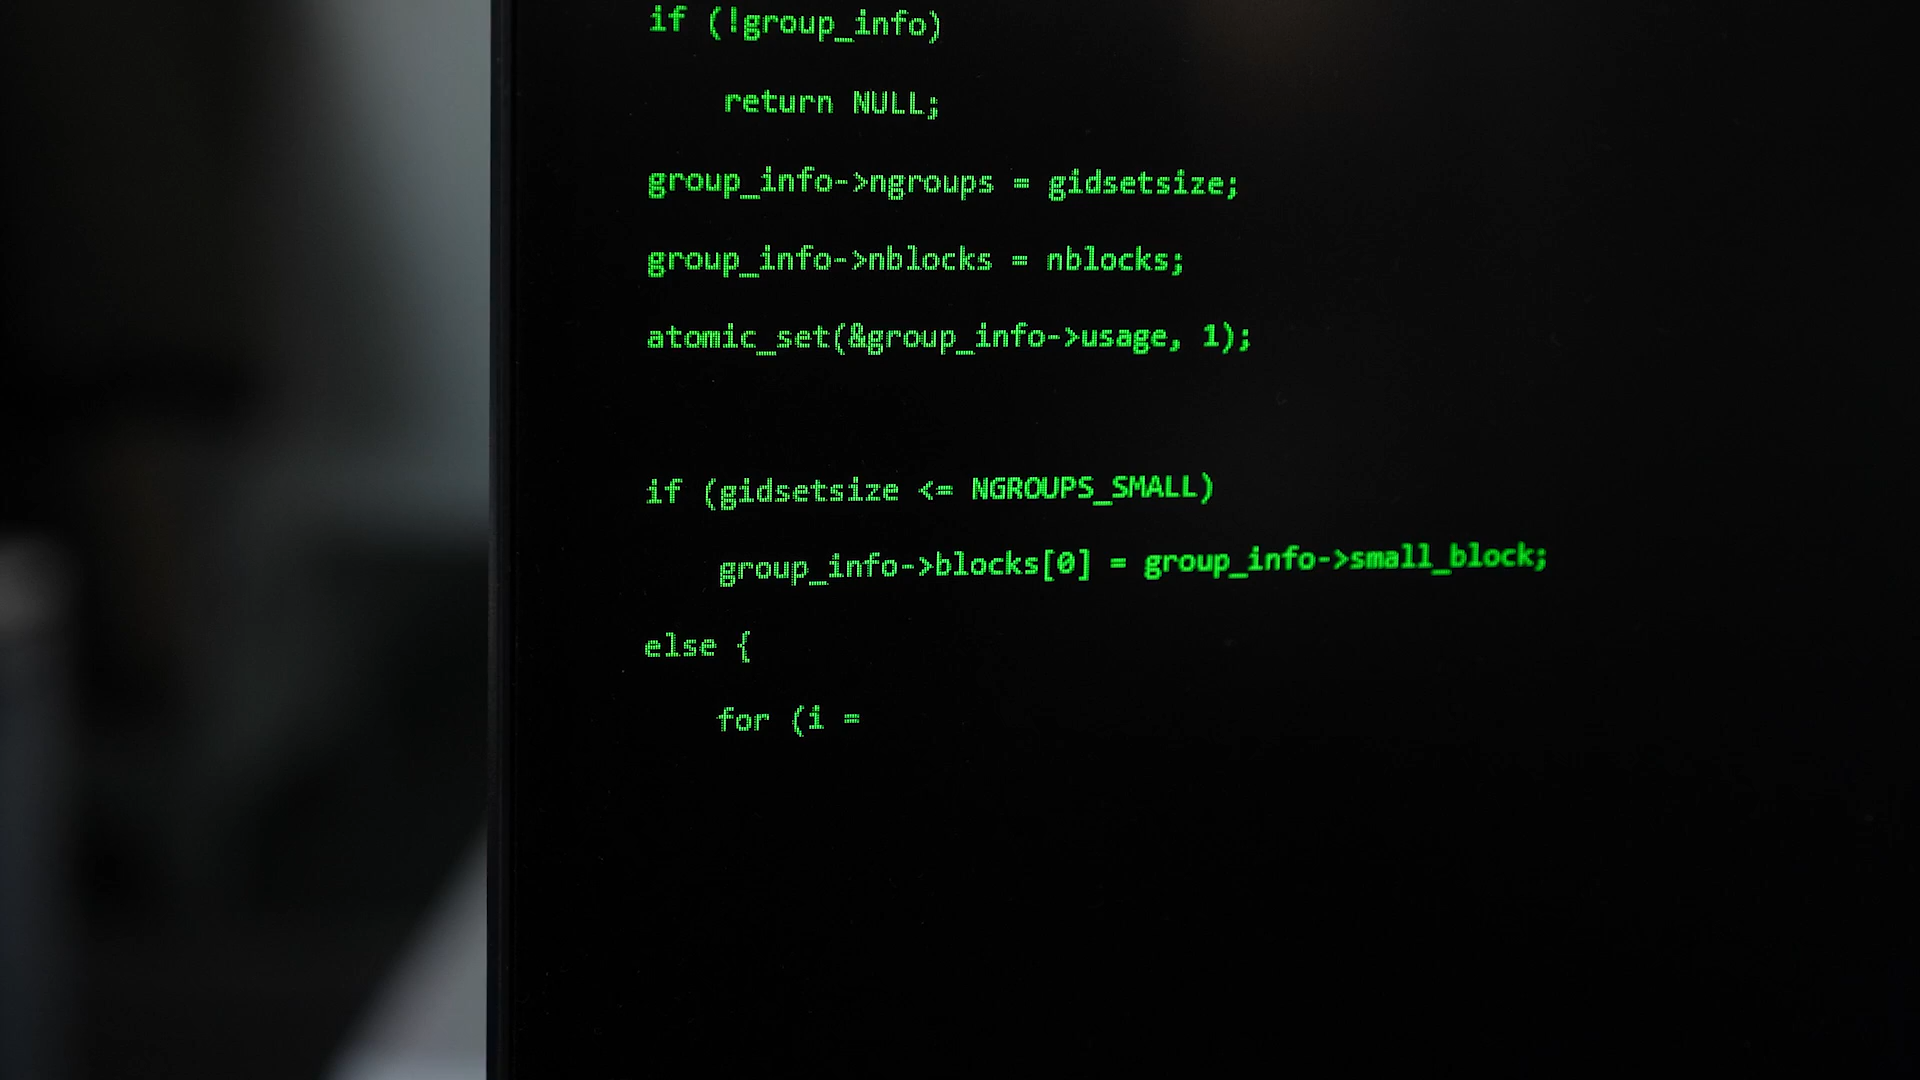 if (!group_info)
return NULL;
group_info->ngroups = gidsetsize;
group_info->nblocks = nblocks;
atomic_set(&group_info->usage, 1);
if (gidsetsize <= NGROUPS_SMALL)
group_info->blocks[0] = group_info->small_block;
else {
for (i =